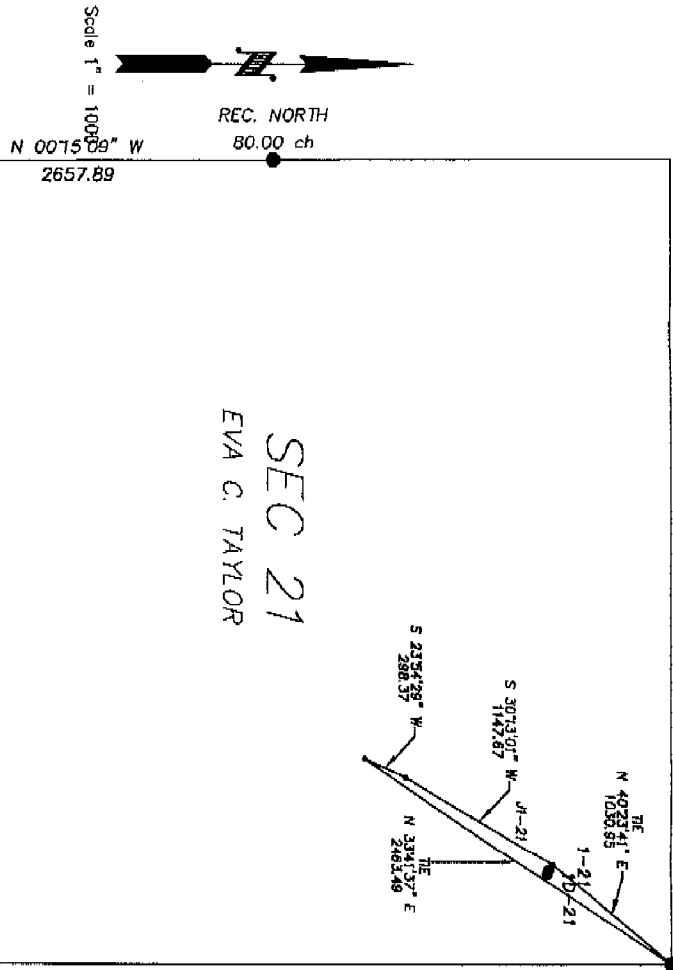 Scale 1" = 1000
REC. NORTH
80.00 ch
N 00°15'09" W
2657.89
SEC 21
EVA C. TAYLOR
S 23°54'29" W
298.37
S 30°13'01" W
1147.67
J1-21
TIE
N 40°23'41" E
1030.95
1-21
D-21
TIE
N 33°41'37" E
2463.49